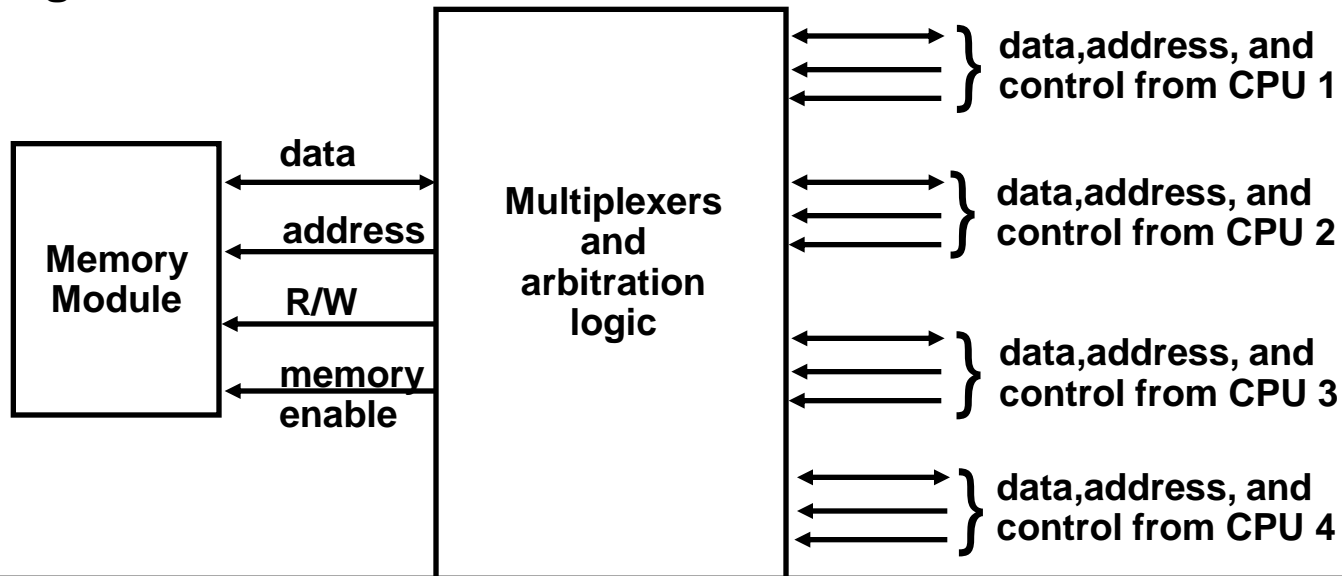 data,address, and
control from CPU 1
data
address
R/W
memory
enable
Memory
Module
Multiplexers
and
arbitration
logic
data,address, and
control from CPU 2
data,address, and
control from CPU 3
data,address, and
control from CPU 4